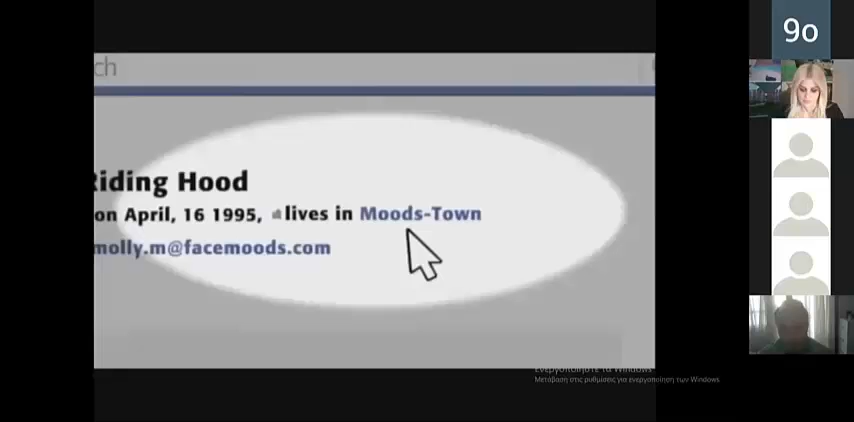 ch
Riding Hood
on April, 16 1995, lives in Moods-Town
molly.m@facemoods.com
9o
Ενεργοποιήστε τα Windows
Μετάβαση στις ρυθμίσεις για ενεργοποίηση των Windows